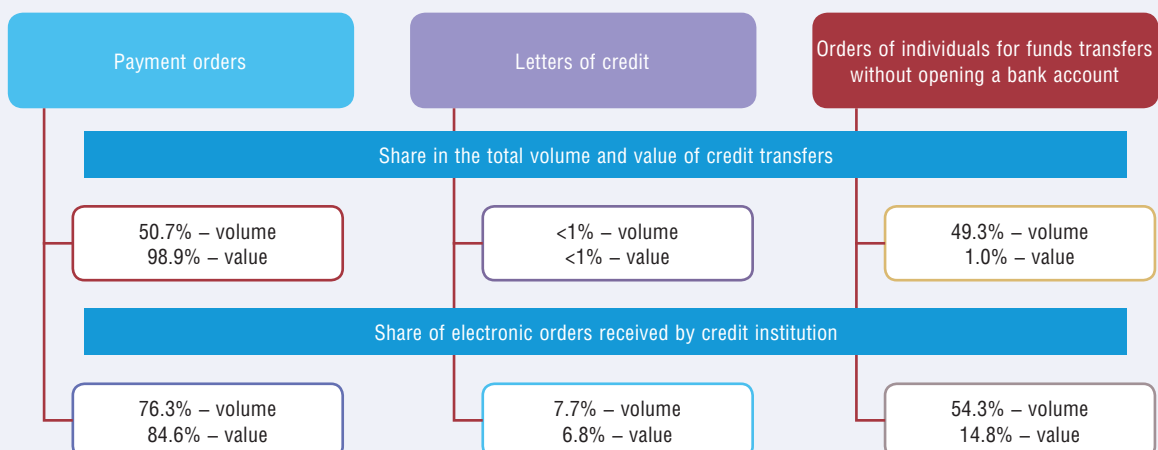 Payment orders
Letters of credit
Orders of individuals for funds transfers
without opening a bank account
Share in the total volume and value of credit transfers
50.7% – volume
98.9% – value
<1% – volume
<1% – value
49.3% – volume
1.0% – value
Share of electronic orders received by credit institution
76.3% – volume
84.6% – value
7.7% – volume
6.8% – value
54.3% – volume
14.8% – value